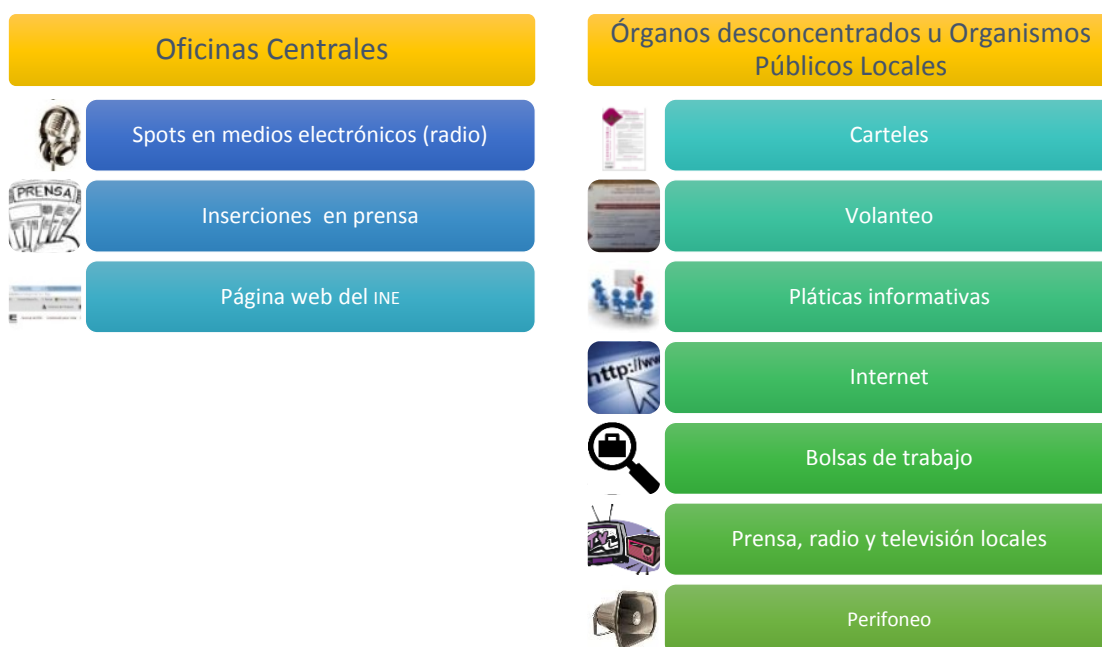 Oficinas Centrales
Spots en medios electrónicos (radio)
PRENSA
Inserciones en prensa
Página web del INE
Órganos desconcentrados u Organismos
Públicos Locales
Carteles
Volanteo
Pláticas informativas
http://www
Internet
Bolsas de trabajo
Prensa, radio y televisión locales
Perifoneo